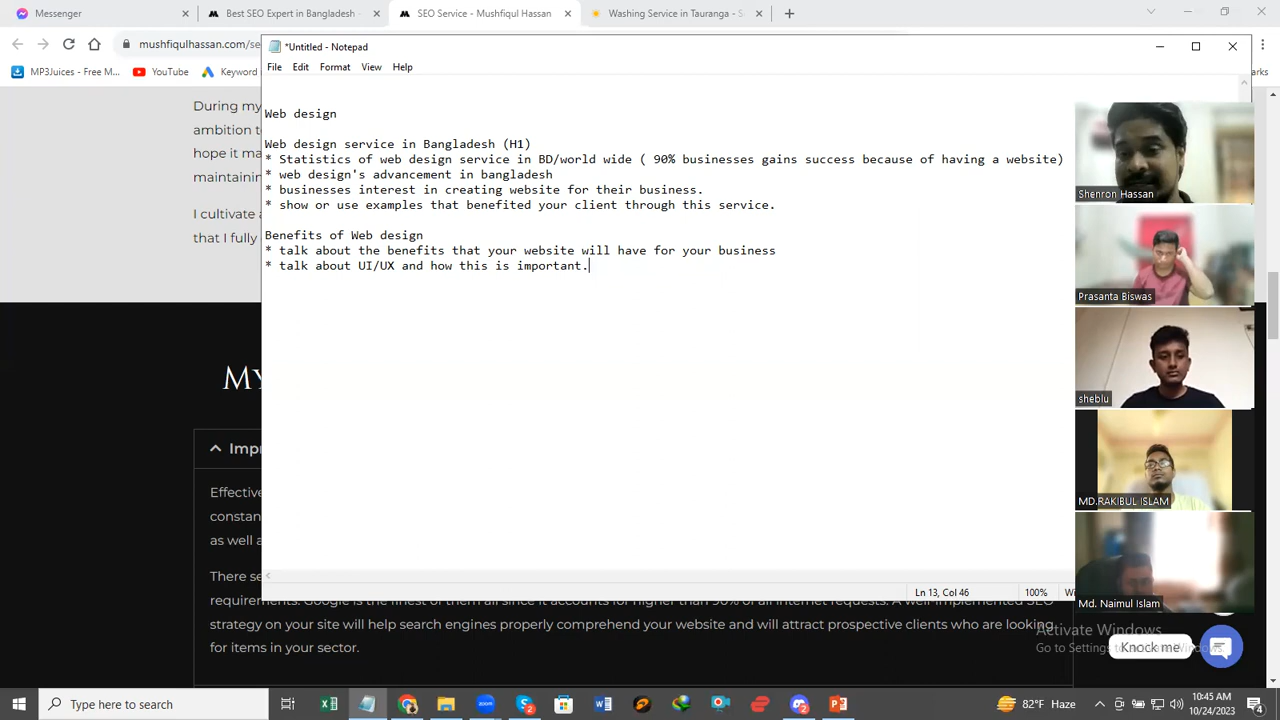 Messenger
Best SEO Expert in Bangladesh -
SEO Service - Mushfiqul Hassan
Washing Service in Tauranga - S
mushfiqulhassan.com/se
MP3Juices - Free M...
YouTube
Keyword
*Untitled - Notepad
File Edit Format View Help
During my
ambition t
hope it ma
maintainin
I cultivate a
that I fully
Web design
Web design service in Bangladesh (H1)
* Statistics of web design service in BD/world wide ( 90% businesses gains success because of having a website)
* web design's advancement in bangladesh
* businesses interest in creating website for their business.
* show or use examples that benefited your client through this service.
Benefits of Web design
* talk about the benefits that your website will have for your business
* talk about UI/UX and how this is important.
Shenron Hassan
Prasanta Biswas
sheblu
MD.RAKIBUL ISLAM
Md. Naimul Islam
My
Impr
Effective
constan
as well a
There se
Ln 13, Col 46
100%
Wi
requirements. Google is the finest of them all since it accounts for higher than 90% of all internet requests. A well-implemented SEO
strategy on your site will help search engines properly comprehend your website and will attract prospective clients who are looking
for items in your sector.
Activate Windows
Go to Settings to activate Windows.
Knock me
Type here to search
82°F Haze
10:45 AM
10/24/2023
4